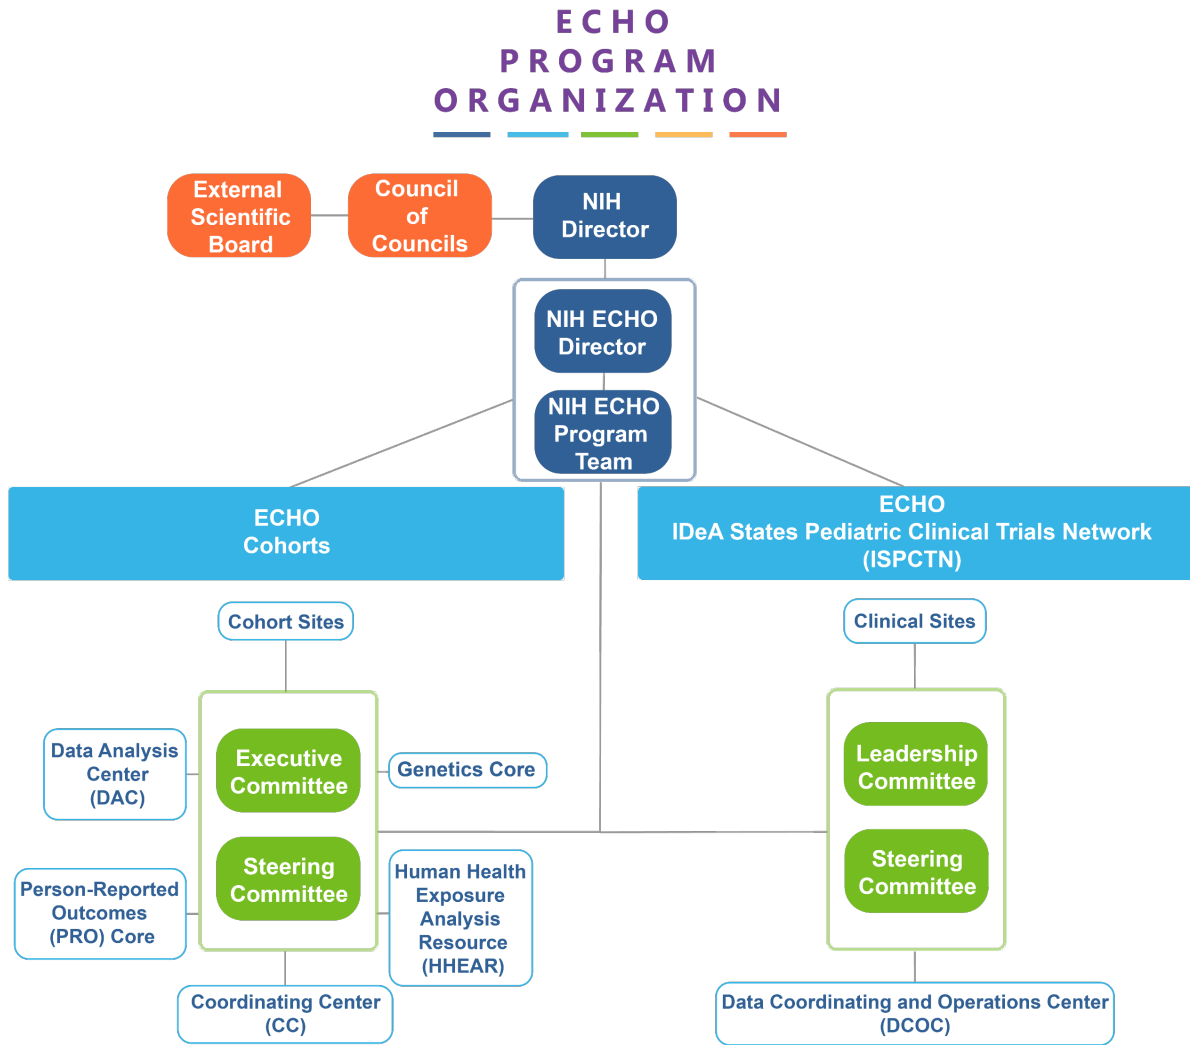 ECHO
PROGRAM
ORGANIZATION
External
Scientific
Board
Council
of
Councils
NIH
Director
NIH ECHO
Director
NIH ECHO
Program
Team
ECHO
Cohorts
ECHO
IDeA States Pediatric Clinical Trials Network
(ISPCTN)
Cohort Sites
Clinical Sites
Data Analysis
Center
(DAC)
Executive
Committee
Genetics Core
Leadership
Committee
Person-Reported
Outcomes
(PRO) Core
Steering
Committee
Human Health
Exposure
Analysis
Resource
(HHEAR)
Steering
Committee
Coordinating Center
(CC)
Data Coordinating and Operations Center
(DCOC)